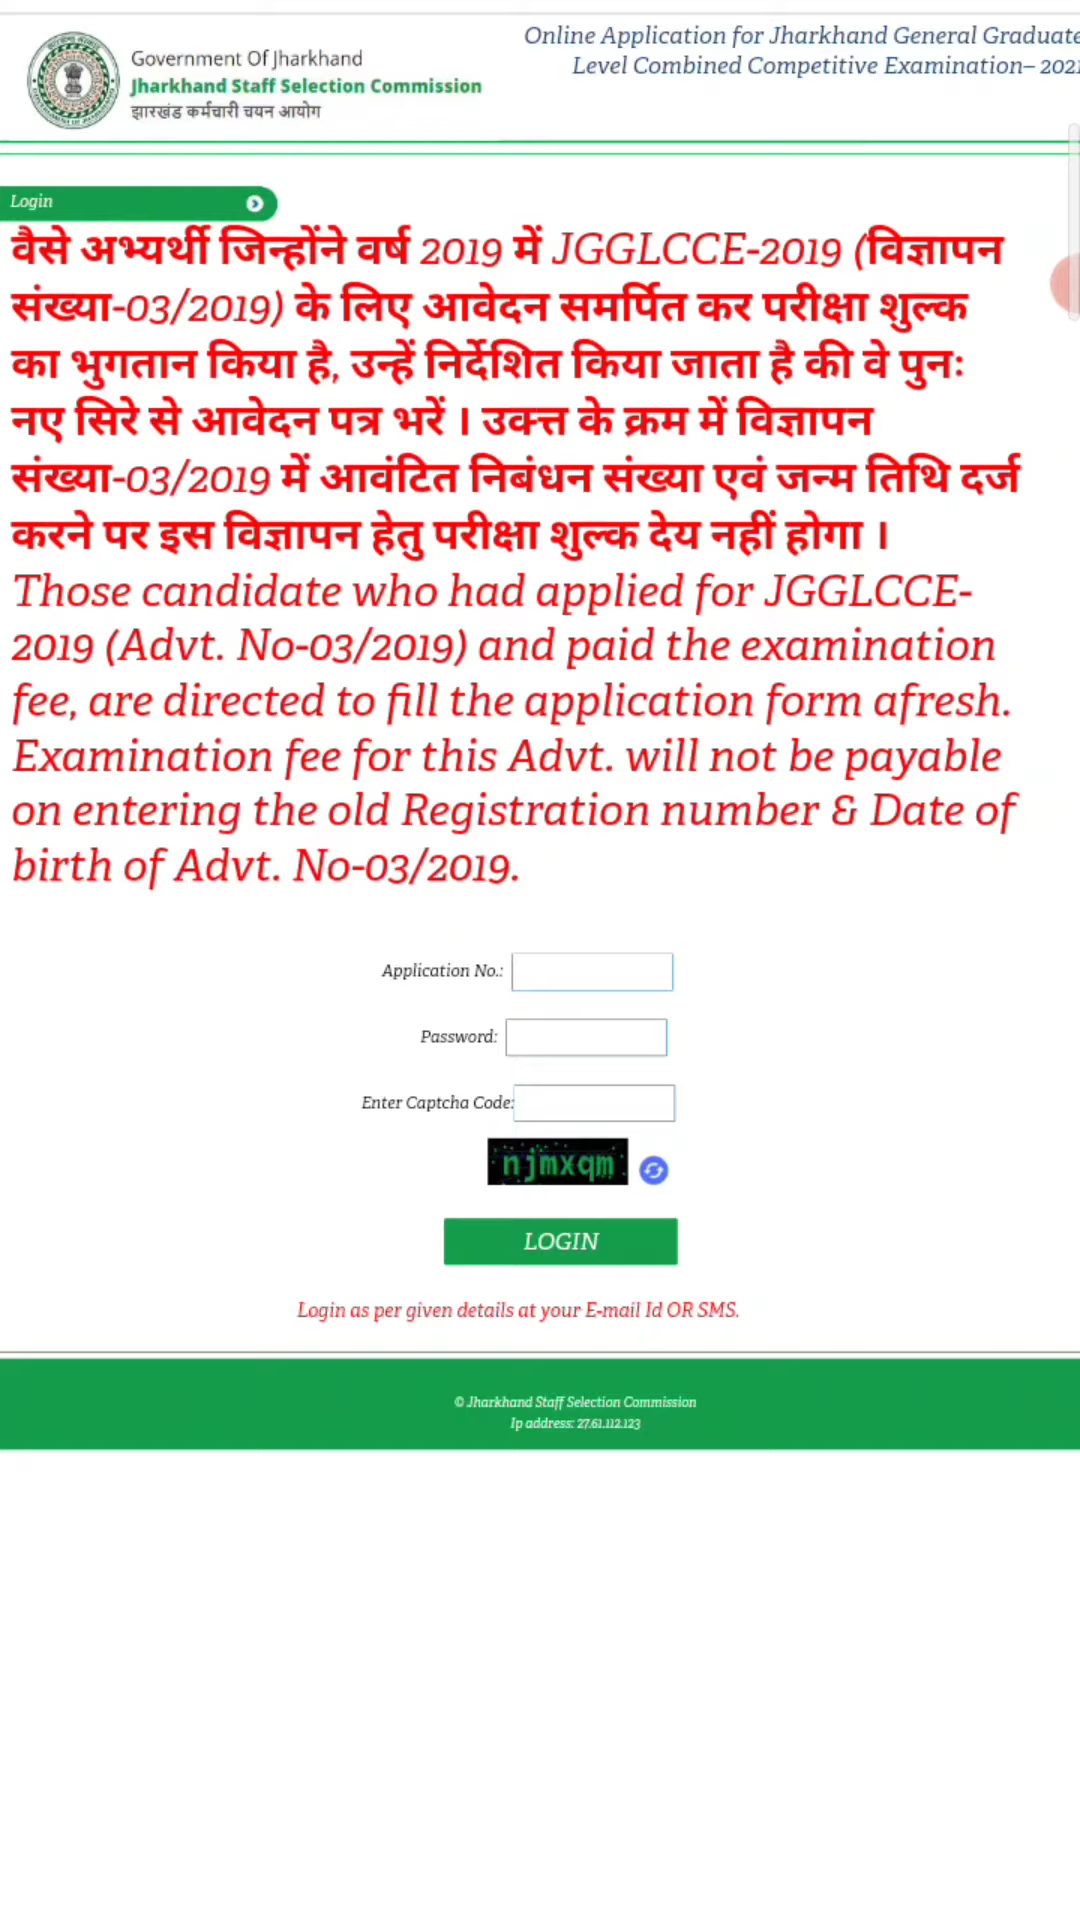 Online Application for Jharkhand General Graduate
Level Combined Competitive Examination– 2021
Government Of Jharkhand
Jharkhand Staff Selection Commission
झारखंड कर्मचारी चयन आयोग
Login
वैसे अभ्यर्थी जिन्होंने वर्ष 2019 में JGGLCCE-2019 (विज्ञापन
संख्या-03/2019) के लिए आवेदन समर्पित कर परीक्षा शुल्क
का भुगतान किया है, उन्हें निर्देशित किया जाता है की वे पुनः
नए सिरे से आवेदन पत्र भरें । उक्त के क्रम में विज्ञापन
संख्या-03/2019 में आवंटित निबंधन संख्या एवं जन्म तिथि दर्ज
करने पर इस विज्ञापन हेतु परीक्षा शुल्क देय नहीं होगा ।
Those candidate who had applied for JGGLCCE-
2019 (Advt. No-03/2019) and paid the examination
fee, are directed to fill the application form afresh.
Examination fee for this Advt. will not be payable
on entering the old Registration number & Date of
birth of Advt. No-03/2019.
Application No.:
Password:
Enter Captcha Code:
njmxqm
LOGIN
Login as per given details at your E-mail Id OR SMS.
© Jharkhand Staff Selection Commission
Ip address: 27.61.112.123